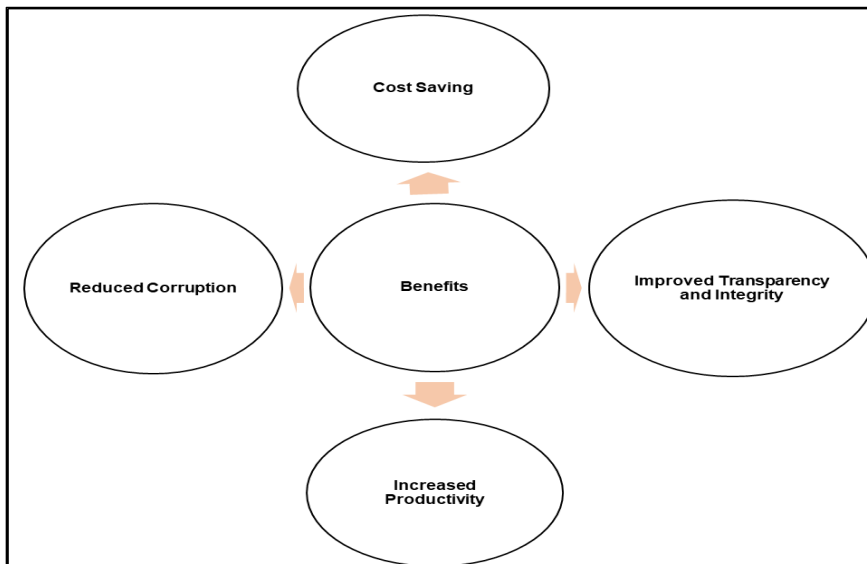 Cost Saving
Reduced Corruption
Benefits
Improved Transparency
and Integrity
Increased
Productivity